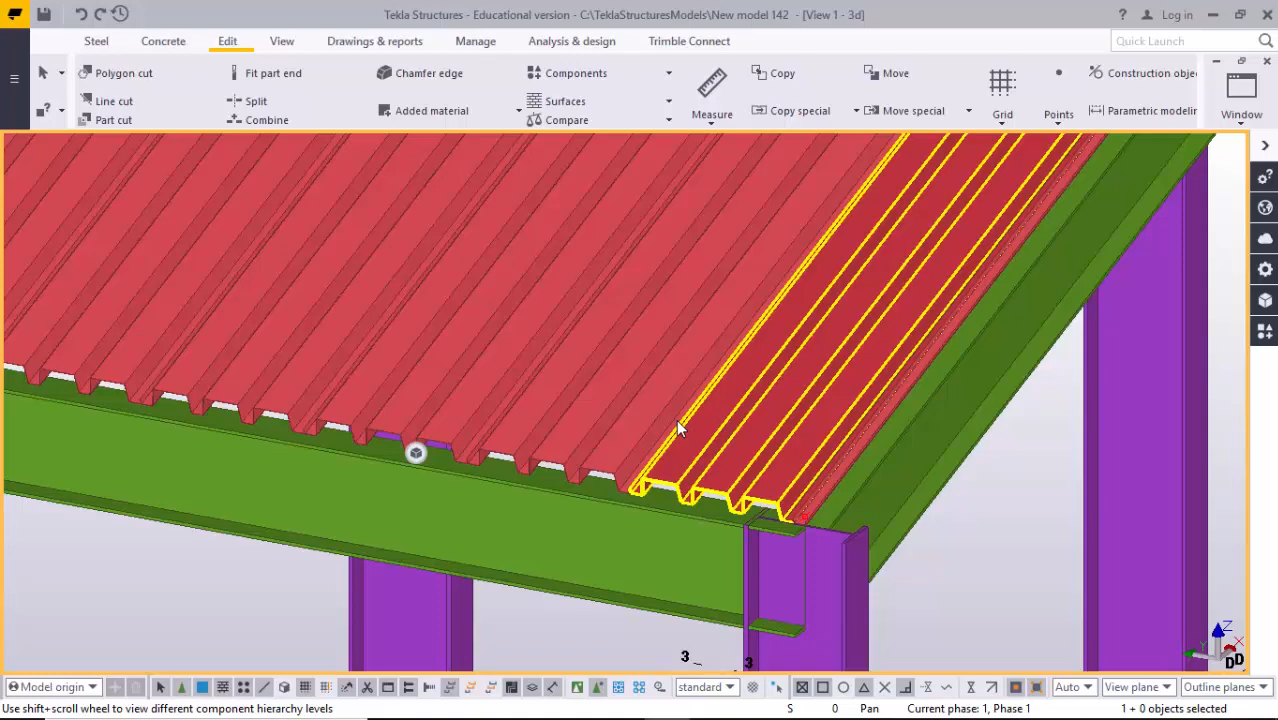 Tekla Structures - Educational version - C:\TeklaStructuresModels\New model 142 - [View 1 - 3d]
Log in
Steel Concrete Edit View Drawings & reports Manage Analysis & design Trimble Connect
Quick Launch
Polygon cut
Line cut
Part cut
Fit part end
Split
Combine
Chamfer edge
Added material
Components
Surfaces
Compare
Measure
Copy
Copy special
Move
Move special
Grid
Points
Construction obje
Parametric modelin
Window
3
3
Z
X
Y
D
D
Model origin
standard
Auto
View plane
Outline planes
Use shift+scroll wheel to view different component hierarchy levels
S 0 Pan Current phase: 1, Phase 1 1 + 0 objects selected